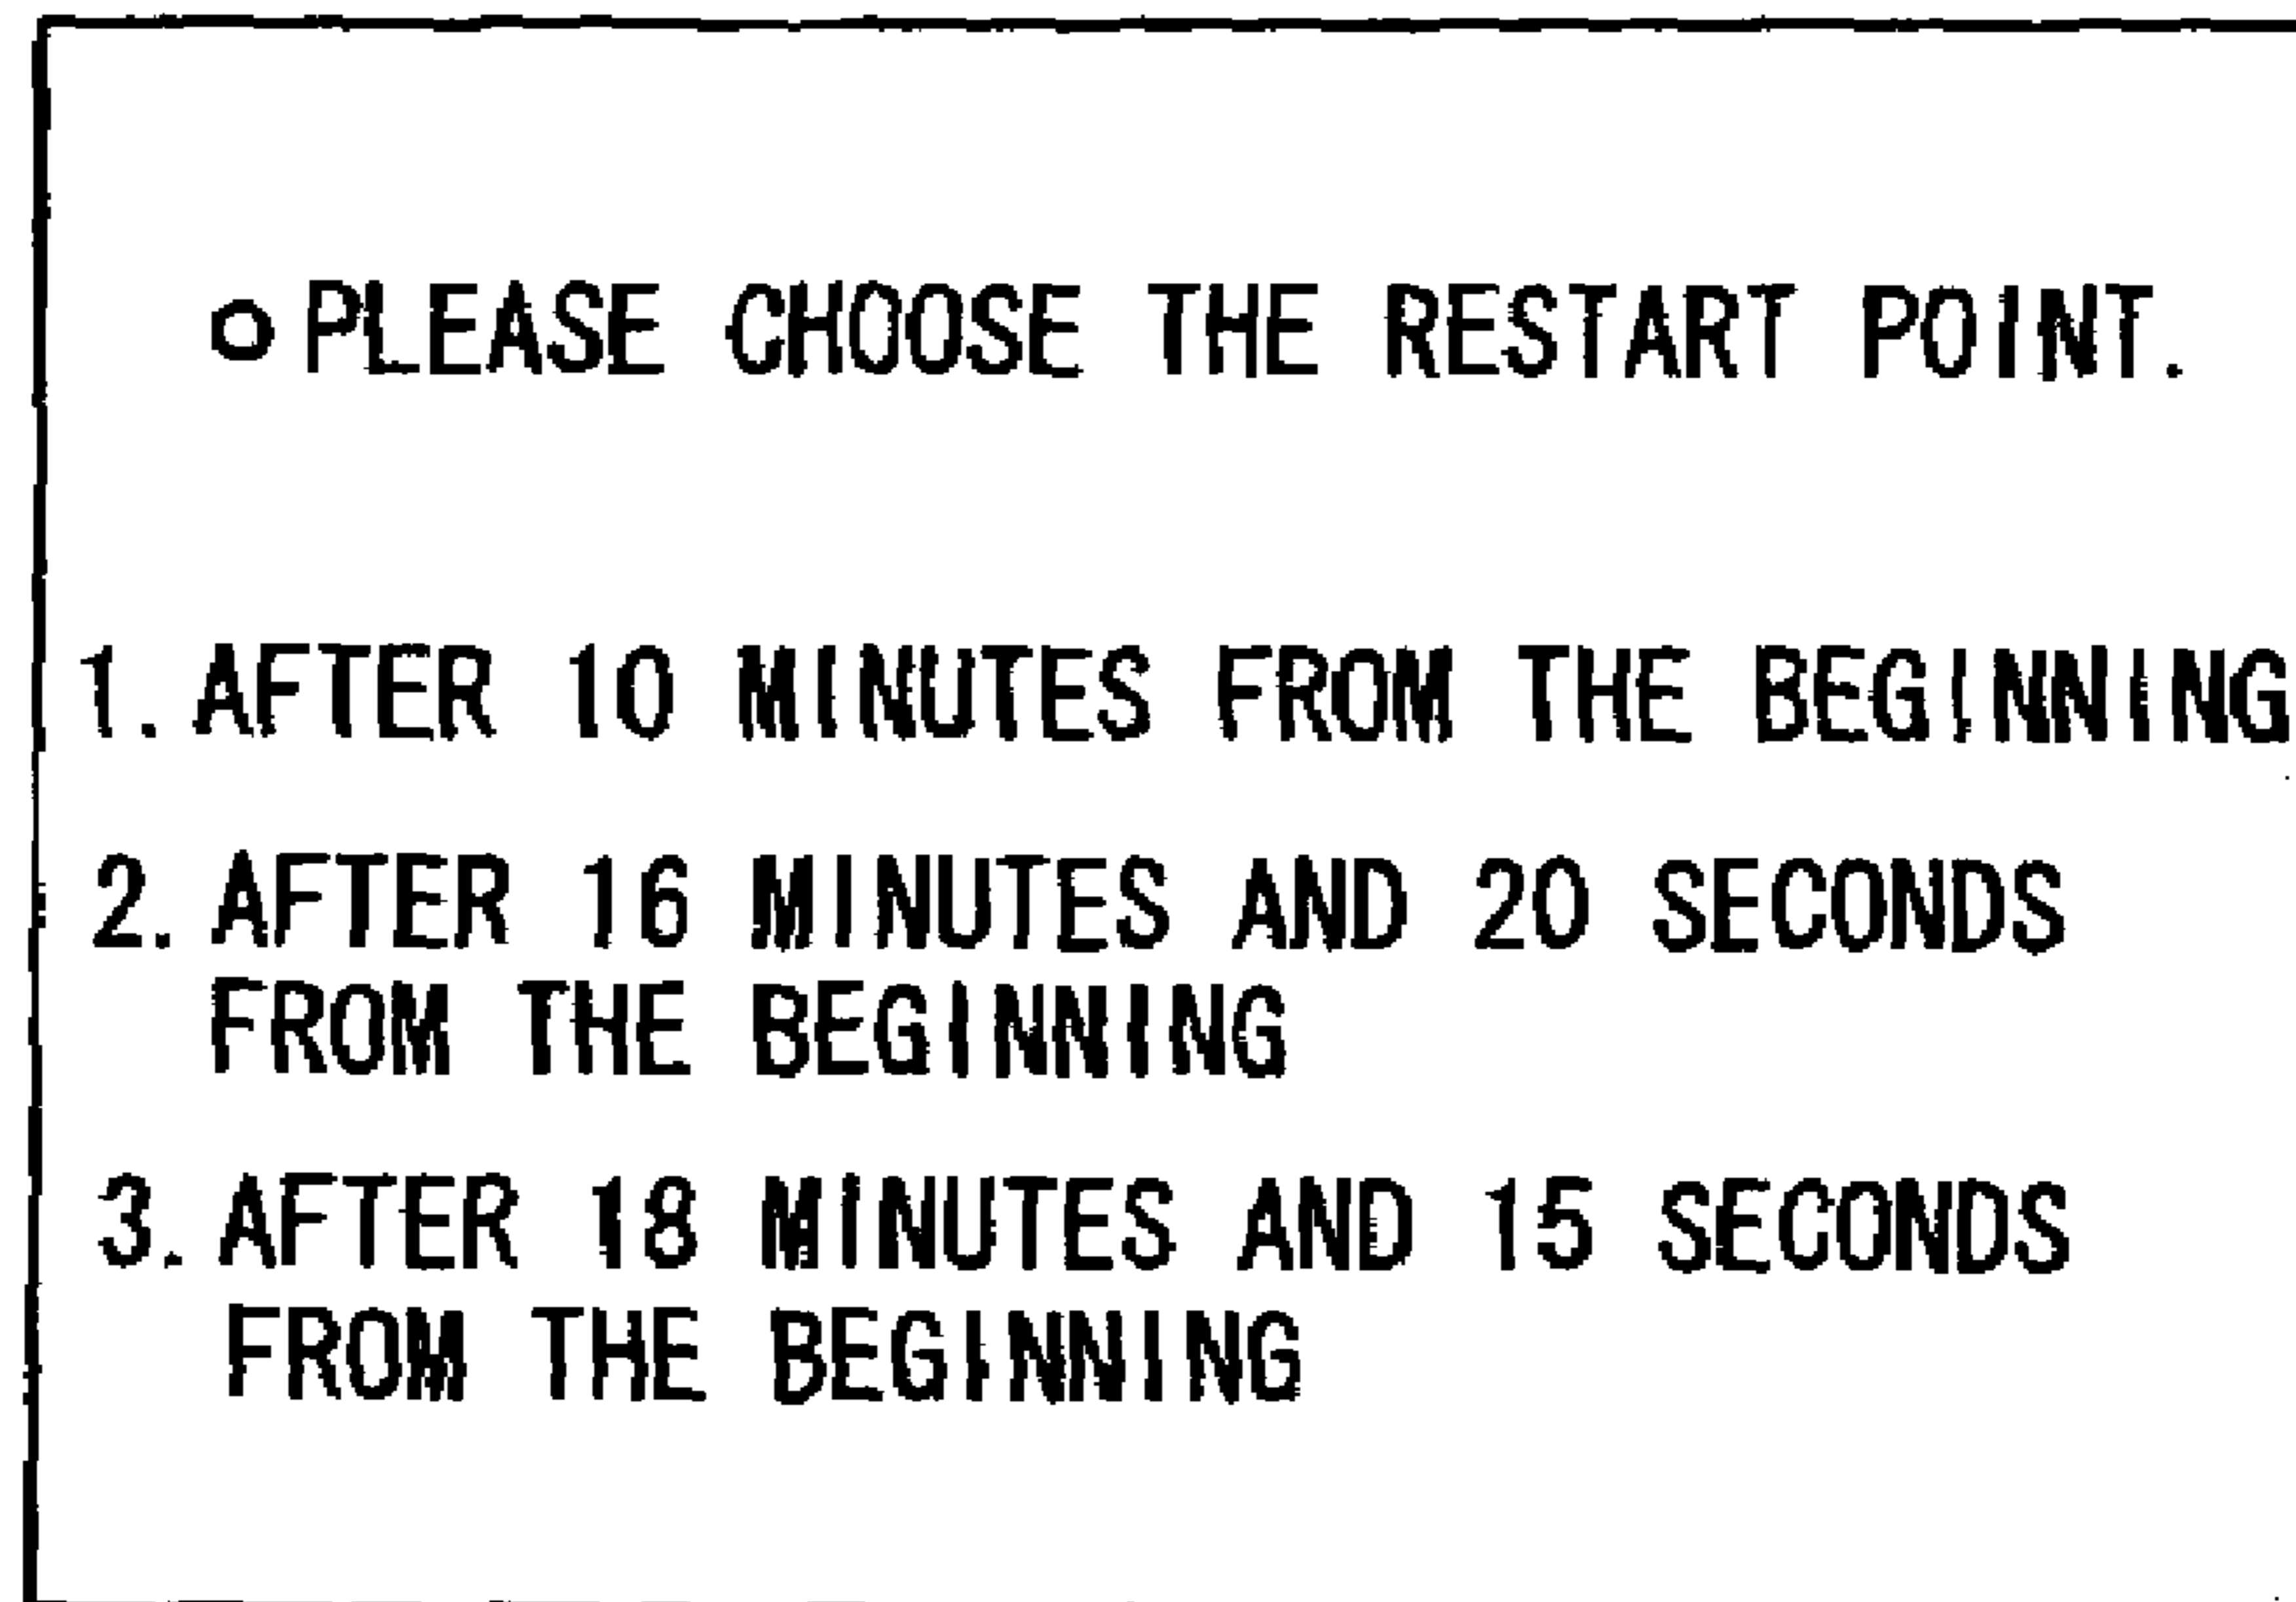 ○ PLEASE CHOOSE THE RESTART POINT.
1. AFTER 10 MINUTES FROM THE BEGINNING
2. AFTER 16 MINUTES AND 20 SECONDS
FROM THE BEGINNING
3. AFTER 18 MINUTES AND 15 SECONDS
FROM THE BEGINNING